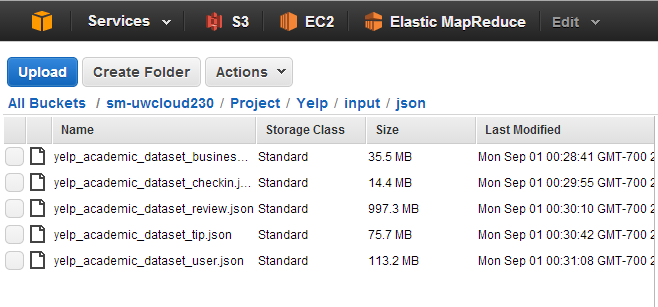 Services S3 EC2 Elastic MapReduce Edit
Upload Create Folder Actions
All Buckets / sm-uwcloud230 / Project / Yelp / input / json
Name Storage Class Size Last Modified
yelp_academic_dataset_busines... Standard 35.5 MB Mon Sep 01 00:28:41 GMT-700 2
yelp_academic_dataset_checkin.j... Standard 14.4 MB Mon Sep 01 00:29:55 GMT-700 2
yelp_academic_dataset_review.json Standard 997.3 MB Mon Sep 01 00:30:10 GMT-700 2
yelp_academic_dataset_tip.json Standard 75.7 MB Mon Sep 01 00:30:42 GMT-700 2
yelp_academic_dataset_user.json Standard 113.2 MB Mon Sep 01 00:31:08 GMT-700 2